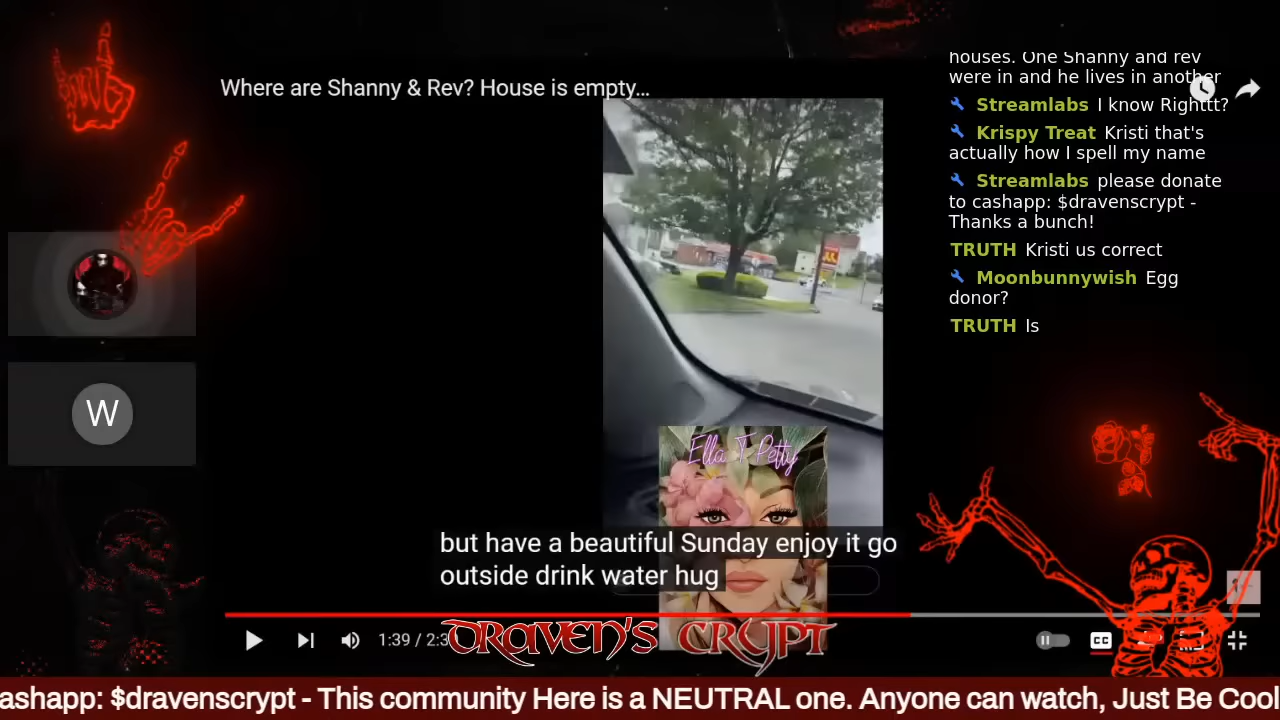 Where are Shanny & Rev? House is empty...
houses. One Shanny and rev
were in and he lives in another
Streamlabs I know Righttt?
Krispy Treat Kristi that's
actually how I spell my name
Streamlabs please donate
to cashapp: $dravenscrypt -
Thanks a bunch!
TRUTH Kristi us correct
Moonbunnywish Egg
donor?
TRUTH Is
W
Ella T Petty
but have a beautiful Sunday enjoy it go
outside drink water hug
1:39 / 2:3
DRAVEN'S CRYPT
CC
ashapp: $dravenscrypt - This community Here is a NEUTRAL one. Anyone can watch, Just Be Cool